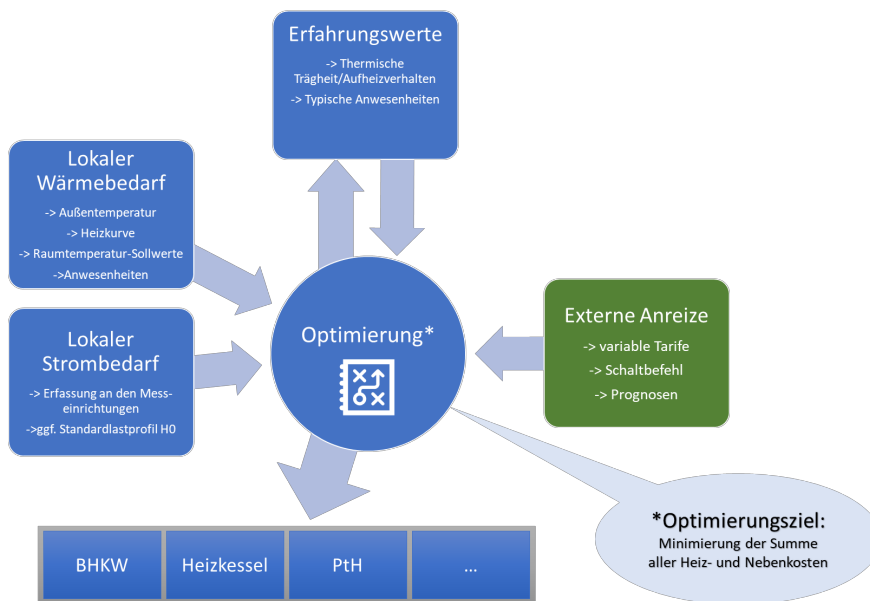 Erfahrungswerte
-> Thermische
Trägheit/Aufheizverhalten
-> Typische Anwesenheiten
Lokaler
Wärmebedarf
-> Außentemperatur
-> Heizkurve
-> Raumtemperatur-Sollwerte
->Anwesenheiten
Lokaler
Strombedarf
-> Erfassung an den Mess-
einrichtungen
->ggf. Standardlastprofil H0
Optimierung*
Externe Anreize
-> variable Tarife
-> Schaltbefehl
-> Prognosen
*Optimierungsziel:
Minimierung der Summe
aller Heiz- und Nebenkosten
BHKW
Heizkessel
PtH
...